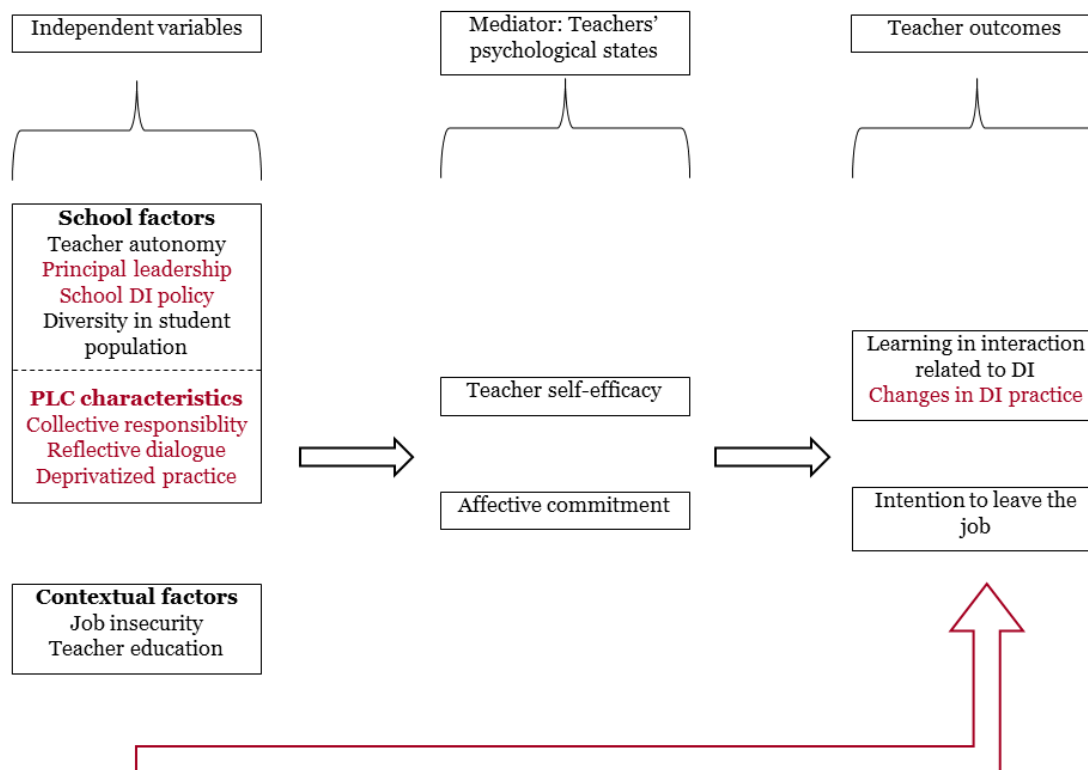 Independent variables
Mediator: Teachers'
psychological states
Teacher outcomes
School factors
Teacher autonomy
Principal leadership
School DI policy
Diversity in student
population
PLC characteristics
Collective responsiblity
Reflective dialogue
Deprivatized practice
Contextual factors
Job insecurity
Teacher education
Teacher self-efficacy
Affective commitment
Learning in interaction
related to DI
Changes in DI practice
Intention to leave the
job